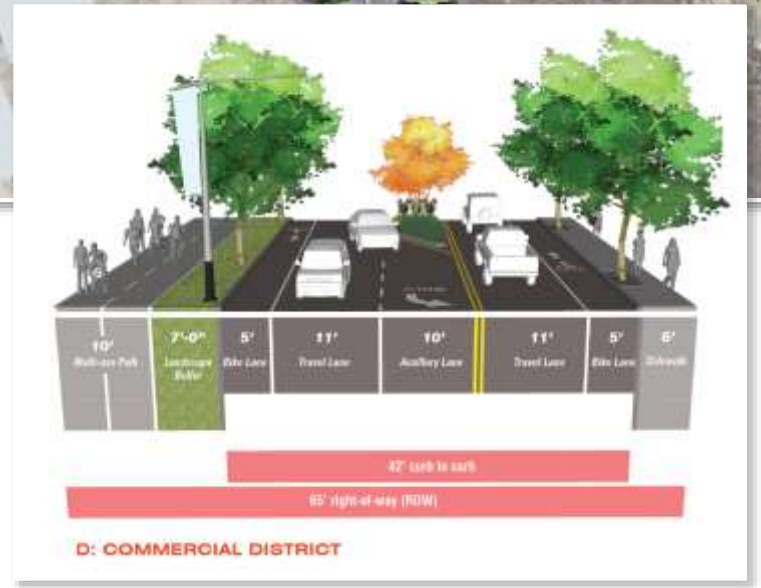 10'
Multi-use Path
7'-0"
Landscape
Buffer
5'
Bike Lane
11'
Travel Lane
10'
Auxiliary Lane
11'
Travel Lane
5'
Bike Lane
6'
Sidewalk
42' curb to curb
65' right-of-way (ROW)
D: COMMERCIAL DISTRICT